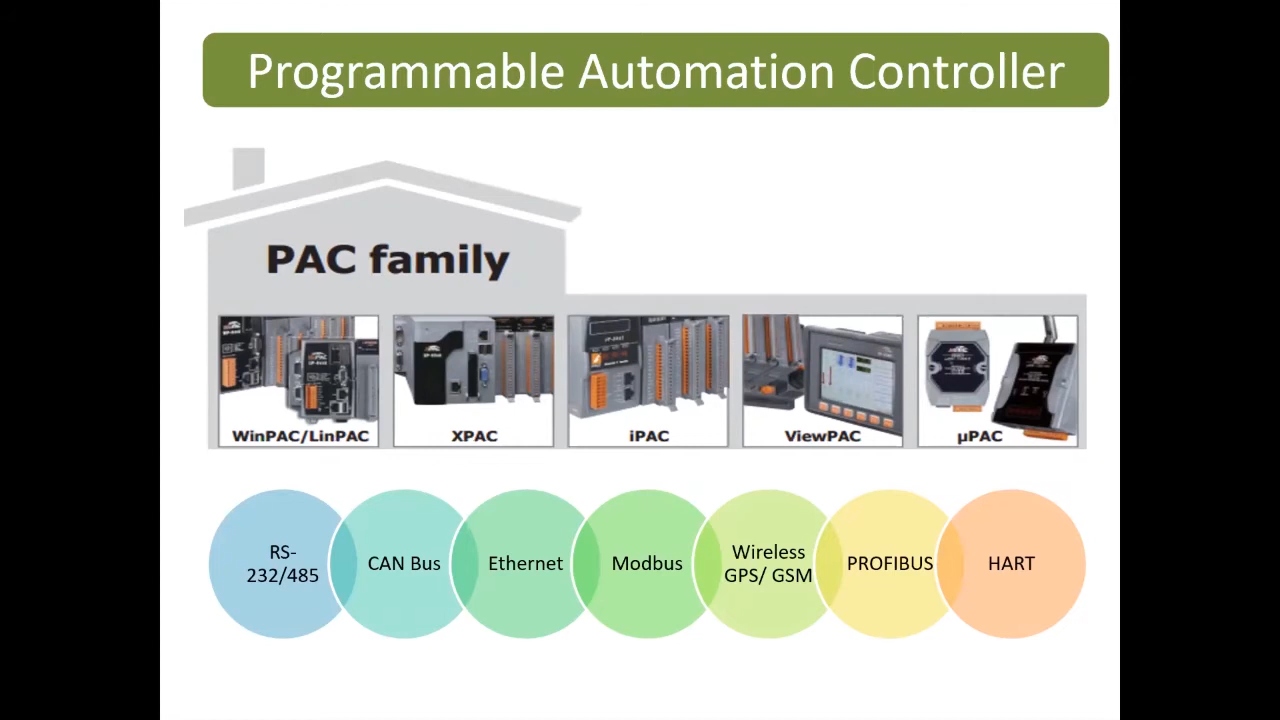 Programmable Automation Controller
PAC family
WinPAC/LinPAC
XPAC
iPAC
ViewPAC
µPAC
RS-
232/485
CAN Bus
Ethernet
Modbus
Wireless
GPS/ GSM
PROFIBUS
HART